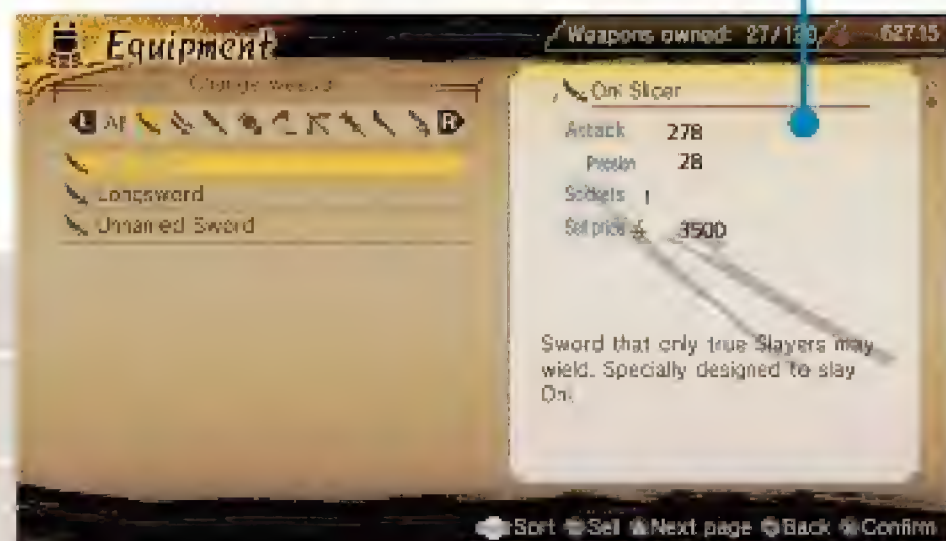 Equipment
Weapons owned: 27/130 62715
Change weapon
L All R
Longsword
Unnamed Sword
Oni Slicer
Attack 278
Precision 28
Sockets 1
Sell price 3500
Sword that only true Slayers may
wield. Specially designed to slay
Oni.
Sort Sell Next page Back Confirm